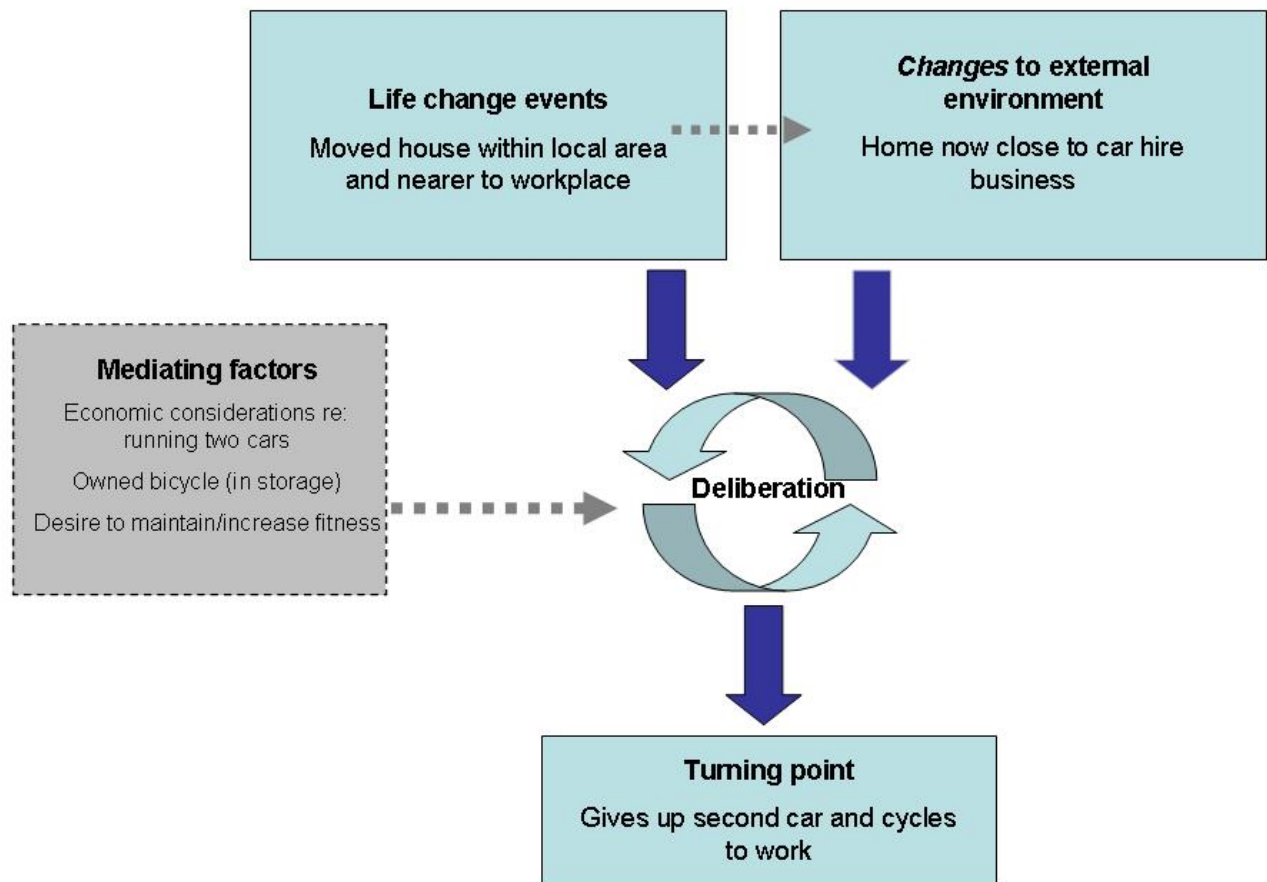 Life change events
Moved house within local area
and nearer to workplace
Changes to external
environment
Home now close to car hire
business
Mediating factors
Economic considerations re:
running two cars
Owned bicycle (in storage)
Desire to maintain/increase fitness
Deliberation
Turning point
Gives up second car and cycles
to work